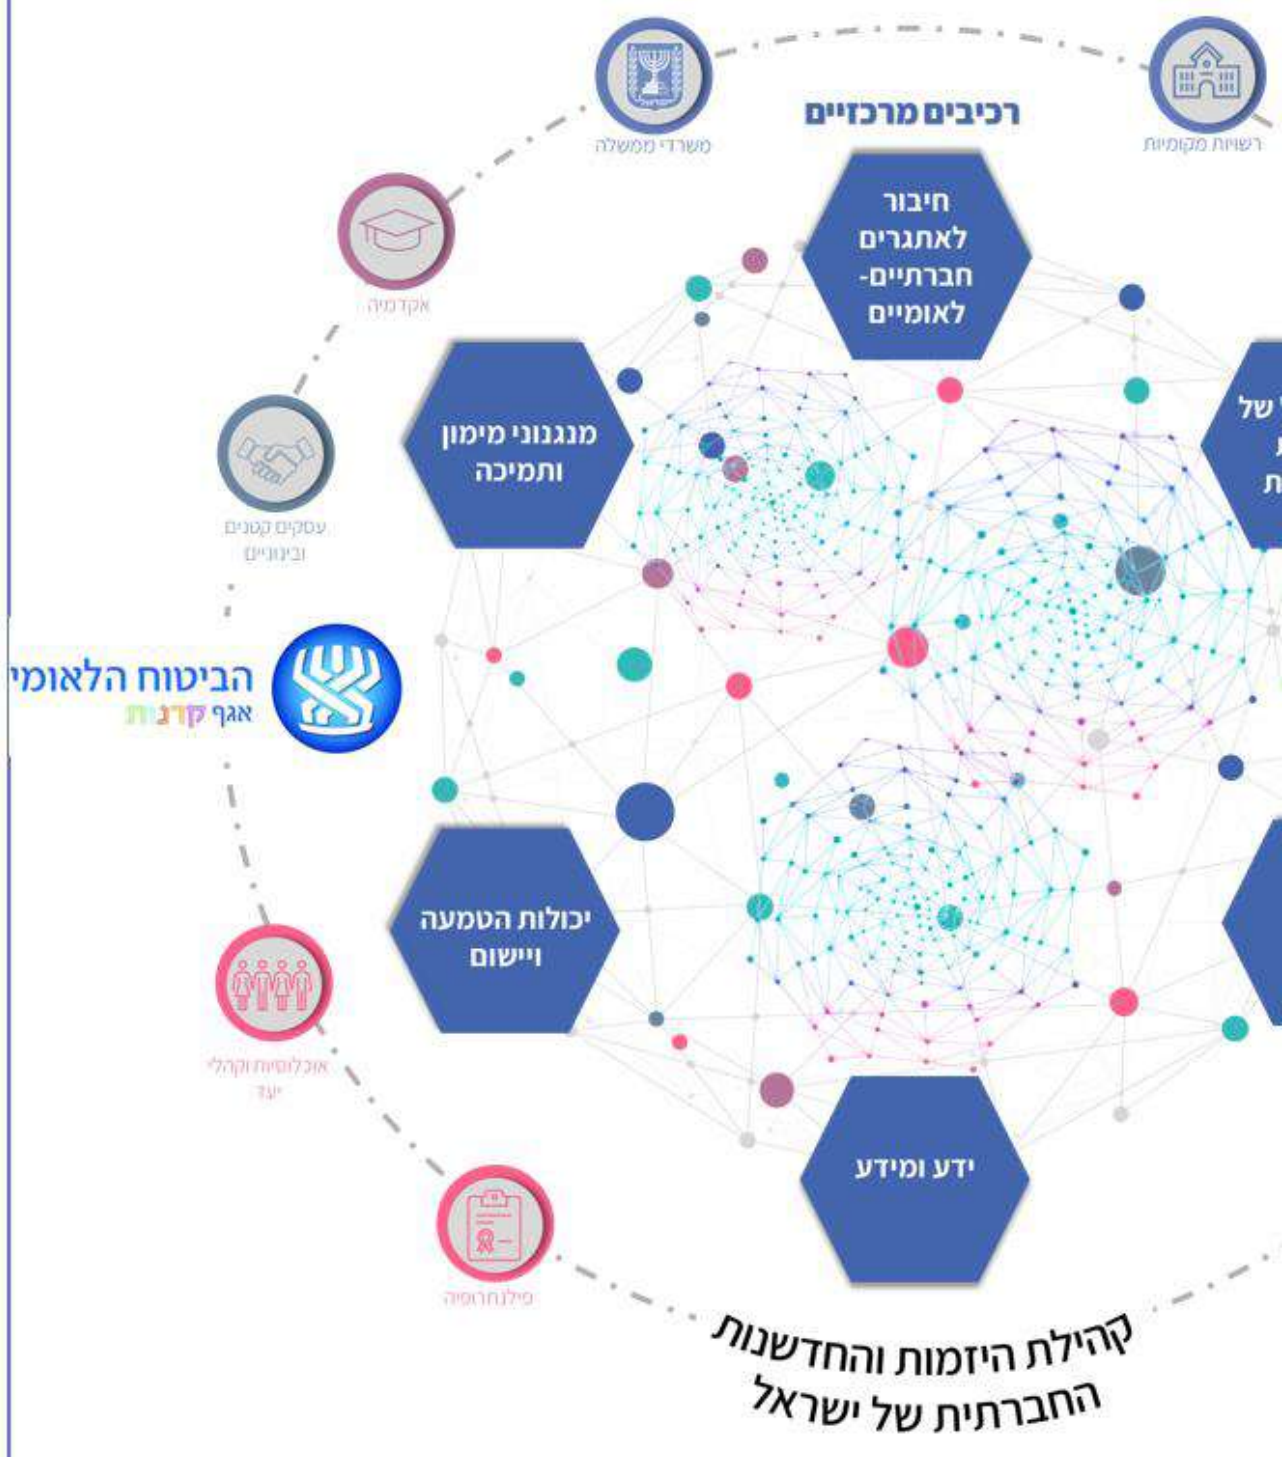 משרדי ממשלה
רשויות מקומיות
רכיבים מרכזיים
חיבור
לאתגרים
חברתיים-
לאומיים
אקדמיה
מנגנוני מימון
ותמיכה
של
עסקים קטנים
ובינוניים
הביטוח הלאומי
אגף קרנות
יכולות הטמעה
ויישום
אוכלוסיות וקהלי
יעד
ידע ומידע
פילנתרופיה
קהילת היזמות והחדשנות
החברתית של ישראל